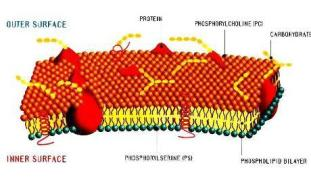 OUTER SURFACE
PROTEIN
PHOSPHORYLCHOLINE (PC)
CARBOHYDRATE
INNER SURFACE
PHOSPHORYLSERINE (PS)
PHOSPHOLIPID BILAYER